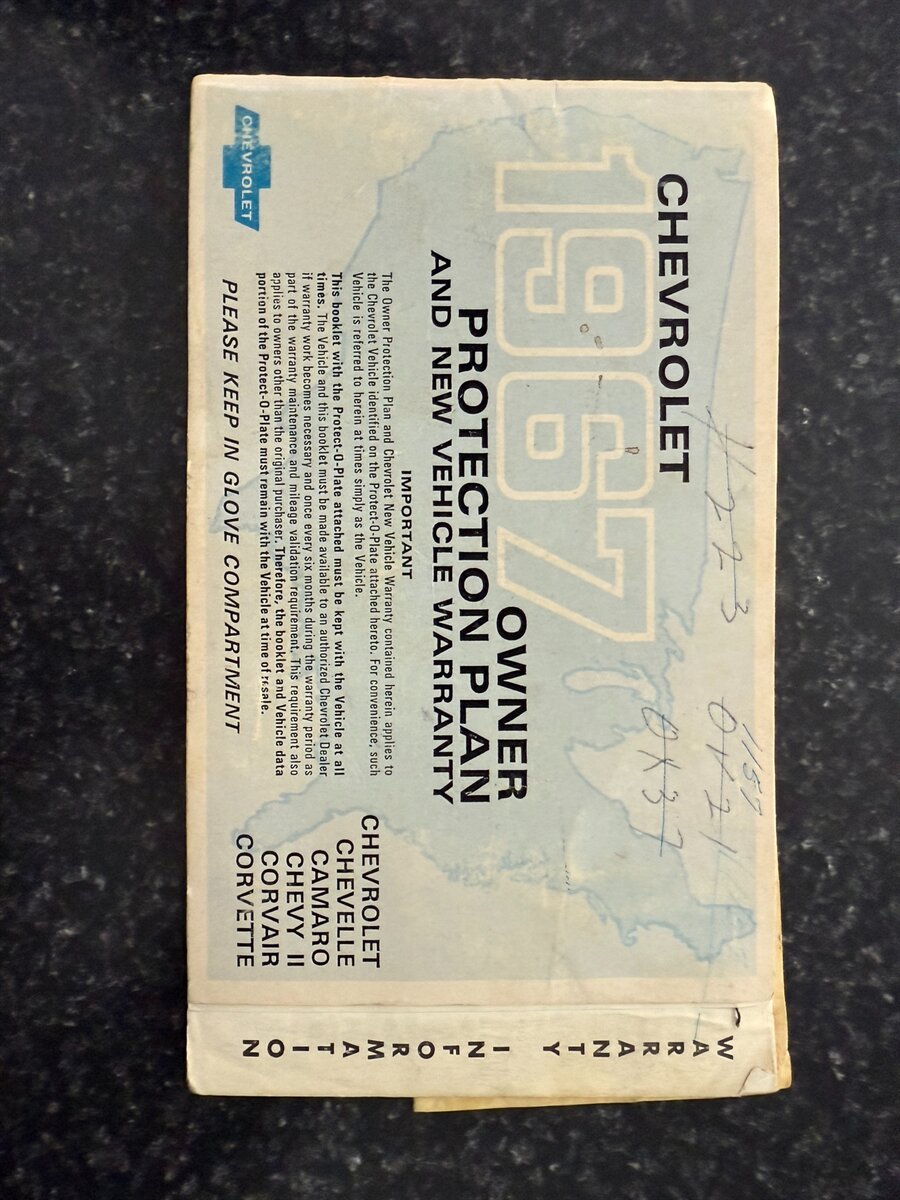 CHEVROLET
1967
OWNER
PROTECTION PLAN
AND NEW VEHICLE WARRANTY
IMPORTANT
The Owner Protection Plan and Chevrolet New Vehicle Warranty contained herein applies to
the Chevrolet Vehicle identified on the Protect-O-Plate attached hereto. For convenience, such
Vehicle is referred to herein at times simply as the Vehicle.
This booklet with the Protect-O-Plate attached must be kept with the Vehicle at all
times. The Vehicle and this booklet must be made available to an authorized Chevrolet Dealer
if warranty work becomes necessary and once every six months during the warranty period as
part of the warranty maintenance and mileage validation requirement. This requirement also
applies to owners other than the original purchaser. Therefore, the booklet and Vehicle data
portion of the Protect-O-Plate must remain with the Vehicle at time of resale.
CHEVROLET
PLEASE KEEP IN GLOVE COMPARTMENT
CHEVROLET
CHEVELLE
CAMARO
CHEVY II
CORVAIR
CORVETTE
WARRANTY INFORMATION